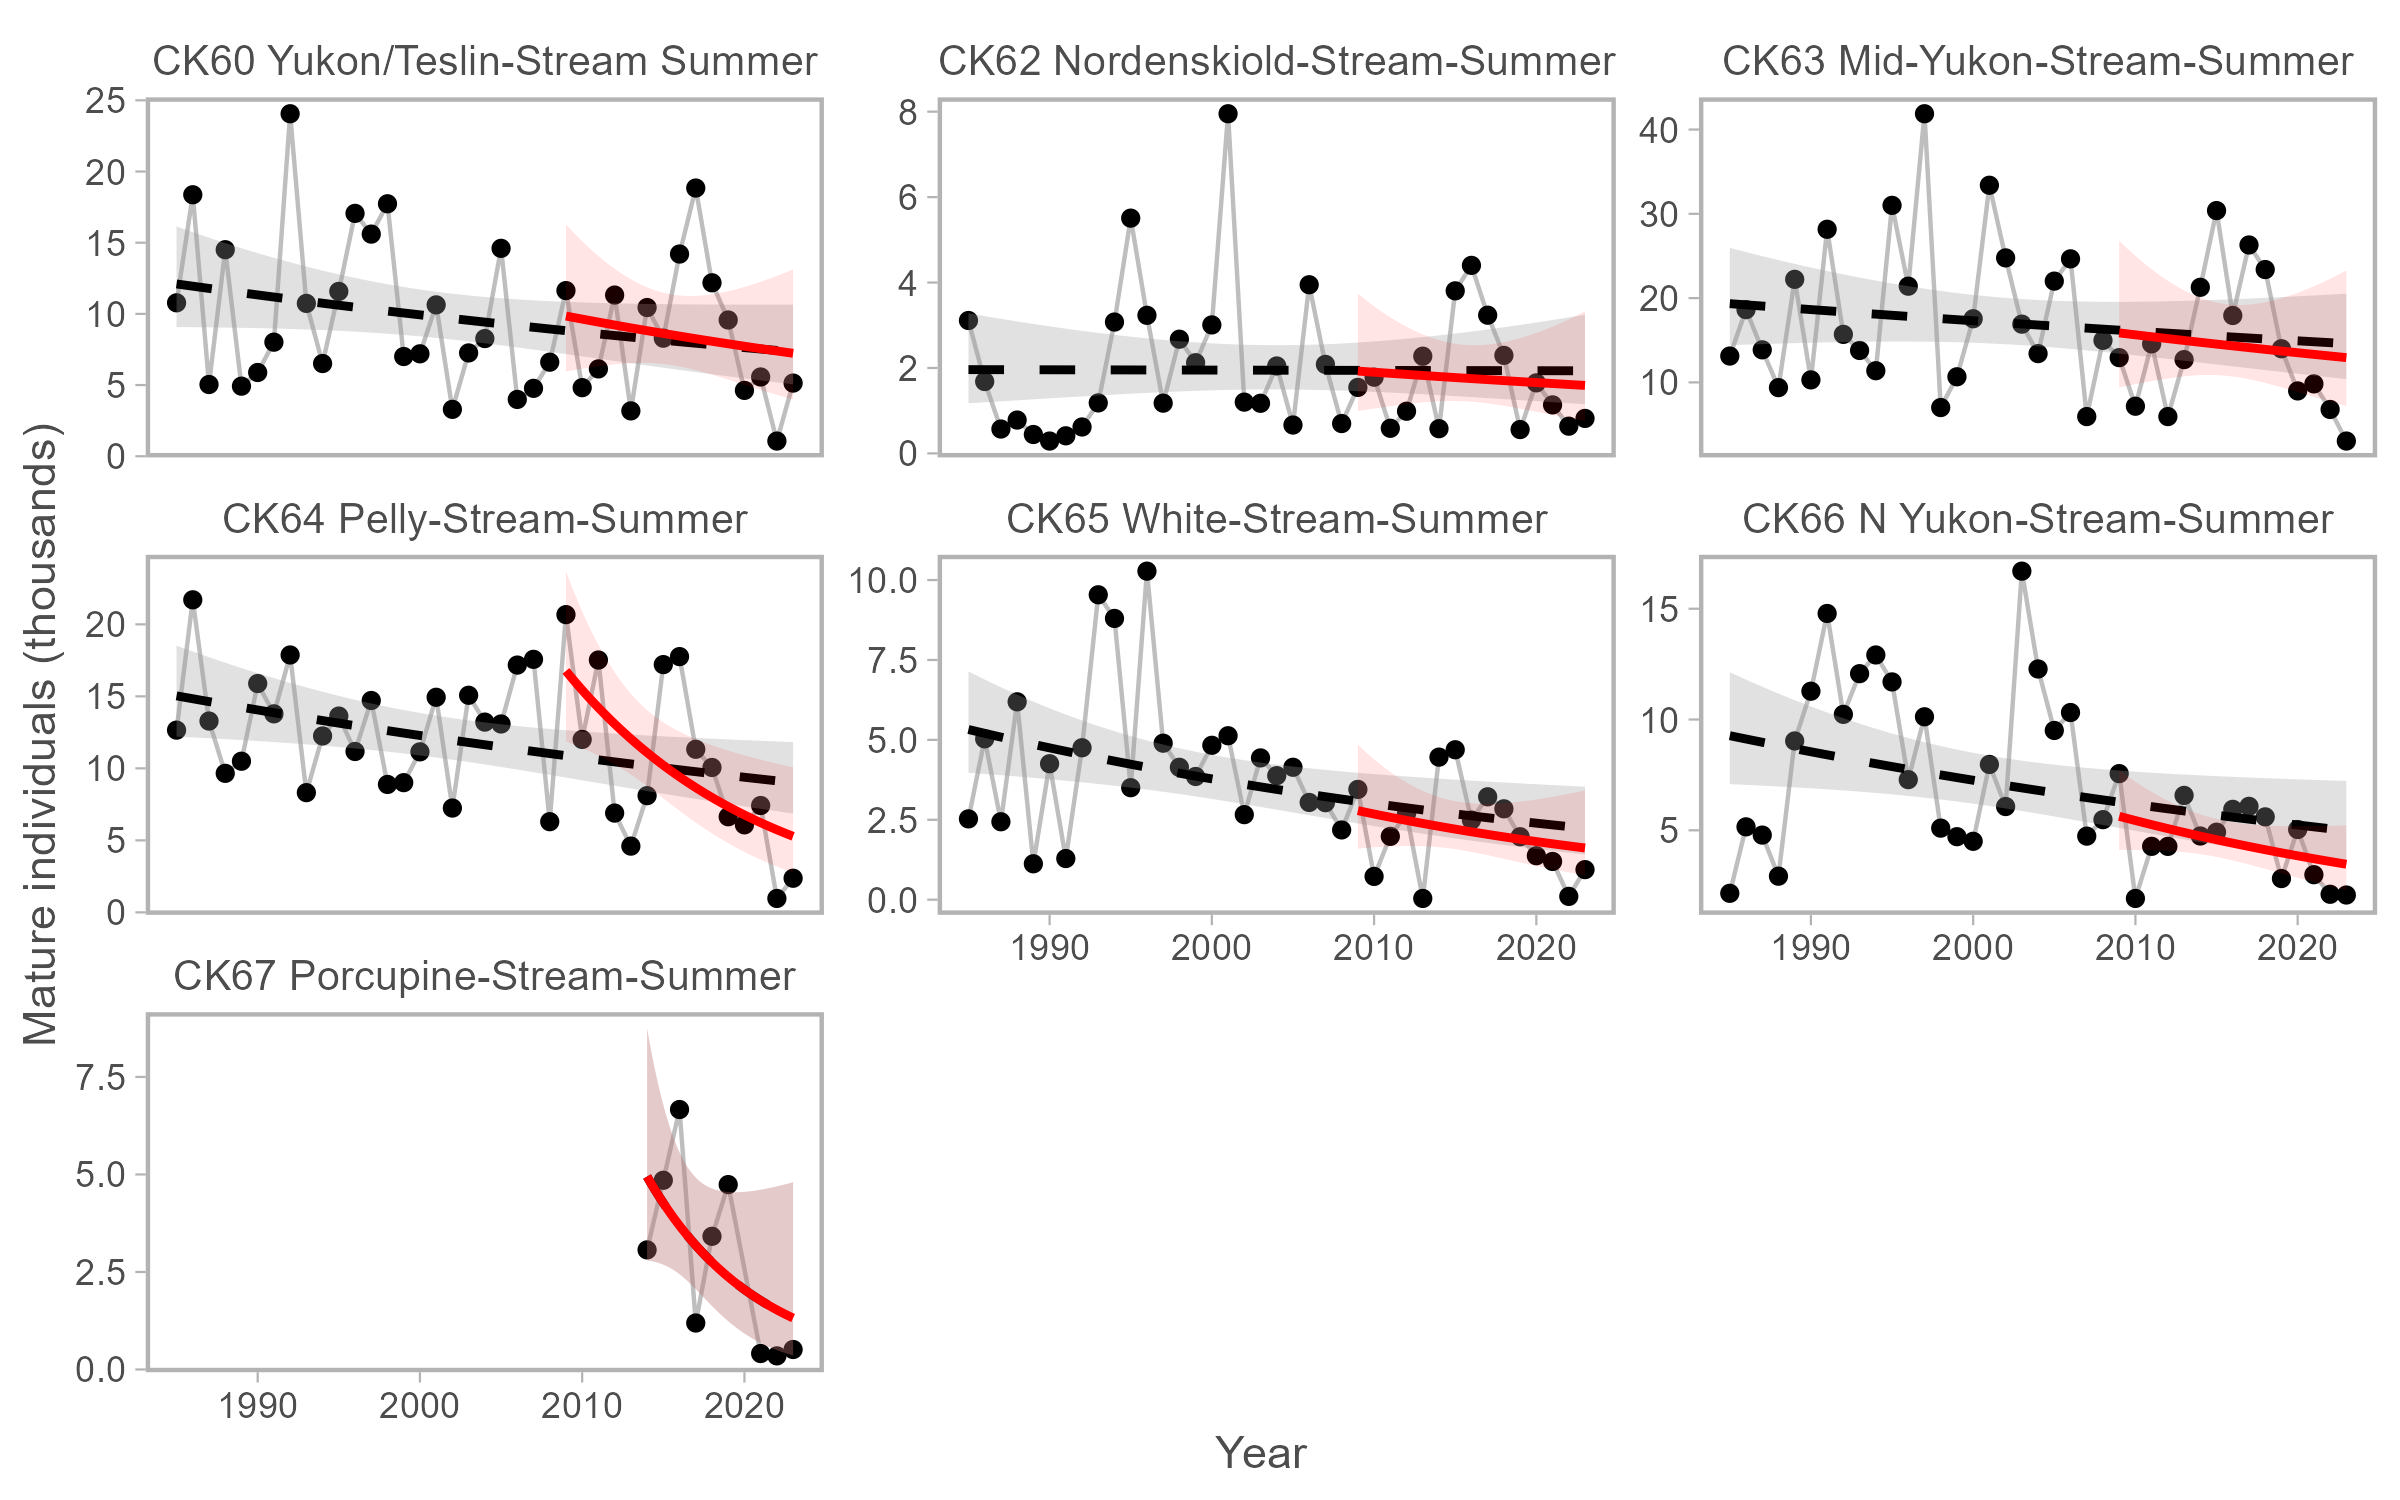 CK60 Yukon/Teslin-Stream Summer
CK62 Nordenskiold-Stream-Summer
CK63 Mid-Yukon-Stream-Summer
25
20
15
10
5
0
8
6
4
2
0
40
30
20
10
CK64 Pelly-Stream-Summer
CK65 White-Stream-Summer
CK66 N Yukon-Stream-Summer
20
15
10
5
0
10.0
7.5
5.0
2.5
0.0
1990 2000 2010 2020
15
10
5
1990 2000 2010 2020
CK67 Porcupine-Stream-Summer
7.5
5.0
2.5
0.0
1990 2000 2010 2020
Mature individuals (thousands)
Year